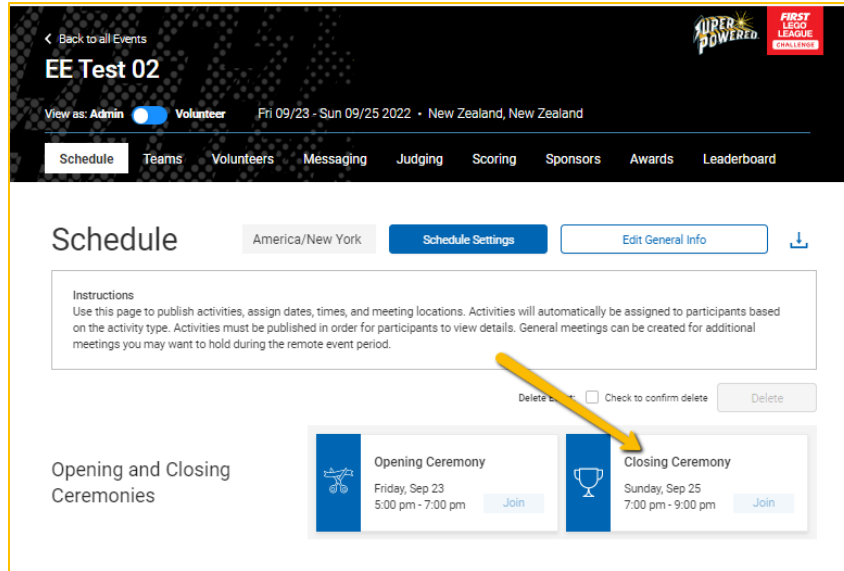 Back to all Events
EE Test 02
SUPER
POWERED
FIRST
LEGO
LEAGUE
CHALLENGE
View as: Admin Volunteer Fri 09/23 - Sun 09/25 2022 • New Zealand, New Zealand
Schedule Teams Volunteers Messaging Judging Scoring Sponsors Awards Leaderboard
Schedule America/New York Schedule Settings Edit General Info
Instructions
Use this page to publish activities, assign dates, times, and meeting locations. Activities will automatically be assigned to participants based
on the activity type. Activities must be published in order for participants to view details. General meetings can be created for additional
meetings you may want to hold during the remote event period.
Delete Check to confirm delete Delete
Opening and Closing
Ceremonies
Opening Ceremony
Friday, Sep 23
5:00 pm - 7:00 pm Join
Closing Ceremony
Sunday, Sep 25
7:00 pm - 9:00 pm Join